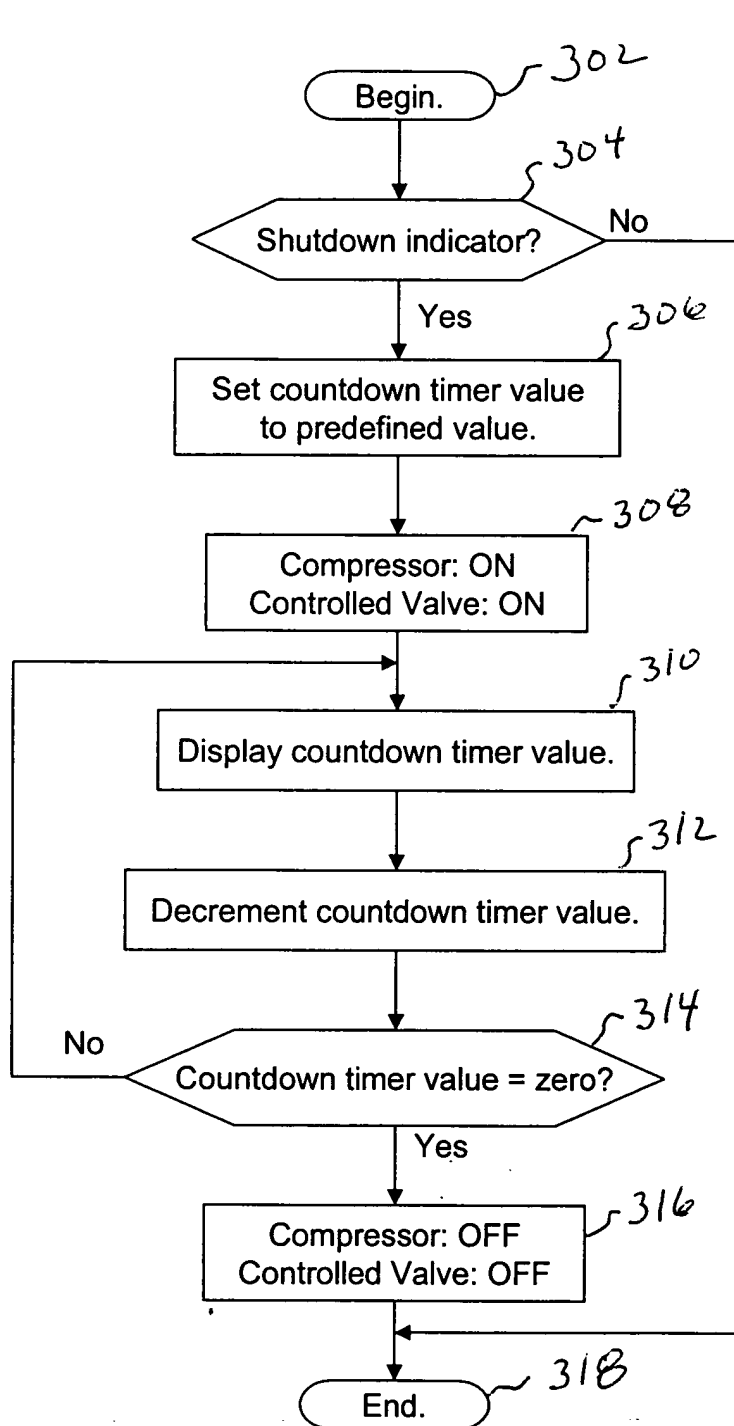 302
Begin.
304
Shutdown indicator?
No
Yes
306
Set countdown timer value
to predefined value.
308
Compressor: ON
Controlled Valve: ON
310
Display countdown timer value.
312
Decrement countdown timer value.
314
No
Countdown timer value = zero?
Yes
316
Compressor: OFF
Controlled Valve: OFF
318
End.